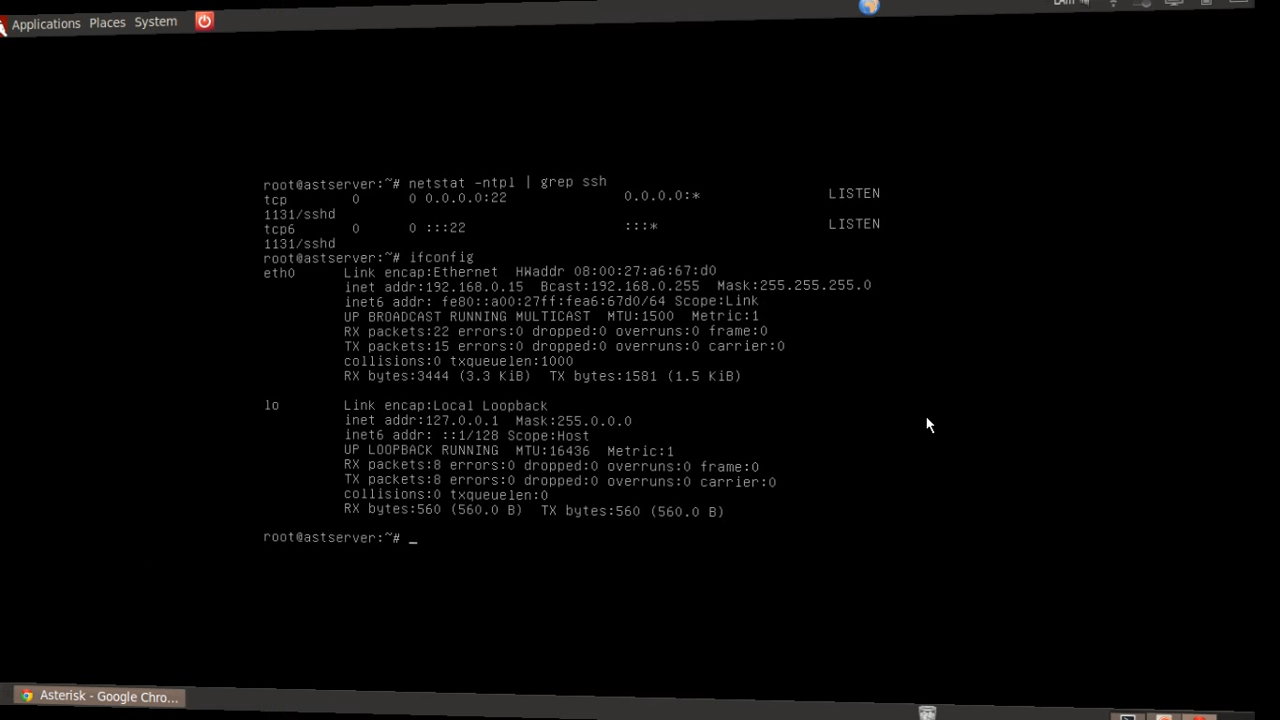 Applications Places System
root@astserver:~# netstat -ntpl | grep ssh
tcp 0 0 0.0.0.0:22 0.0.0.0:* LISTEN
1131/sshd
tcp6 0 0 :::22 :::* LISTEN
1131/sshd
root@astserver:~# ifconfig
eth0 Link encap:Ethernet HWaddr 08:00:27:a6:67:d0
inet addr:192.168.0.15 Bcast:192.168.0.255 Mask:255.255.255.0
inet6 addr: fe80::a00:27ff:fea6:67d0/64 Scope:Link
UP BROADCAST RUNNING MULTICAST MTU:1500 Metric:1
RX packets:22 errors:0 dropped:0 overruns:0 frame:0
TX packets:15 errors:0 dropped:0 overruns:0 carrier:0
collisions:0 txqueuelen:1000
RX bytes:3444 (3.3 KiB) TX bytes:1581 (1.5 KiB)
lo Link encap:Local Loopback
inet addr:127.0.0.1 Mask:255.0.0.0
inet6 addr: ::1/128 Scope:Host
UP LOOPBACK RUNNING MTU:16436 Metric:1
RX packets:8 errors:0 dropped:0 overruns:0 frame:0
TX packets:8 errors:0 dropped:0 overruns:0 carrier:0
collisions:0 txqueuelen:0
RX bytes:560 (560.0 B) TX bytes:560 (560.0 B)
root@astserver:~# _
Asterisk - Google Chro...